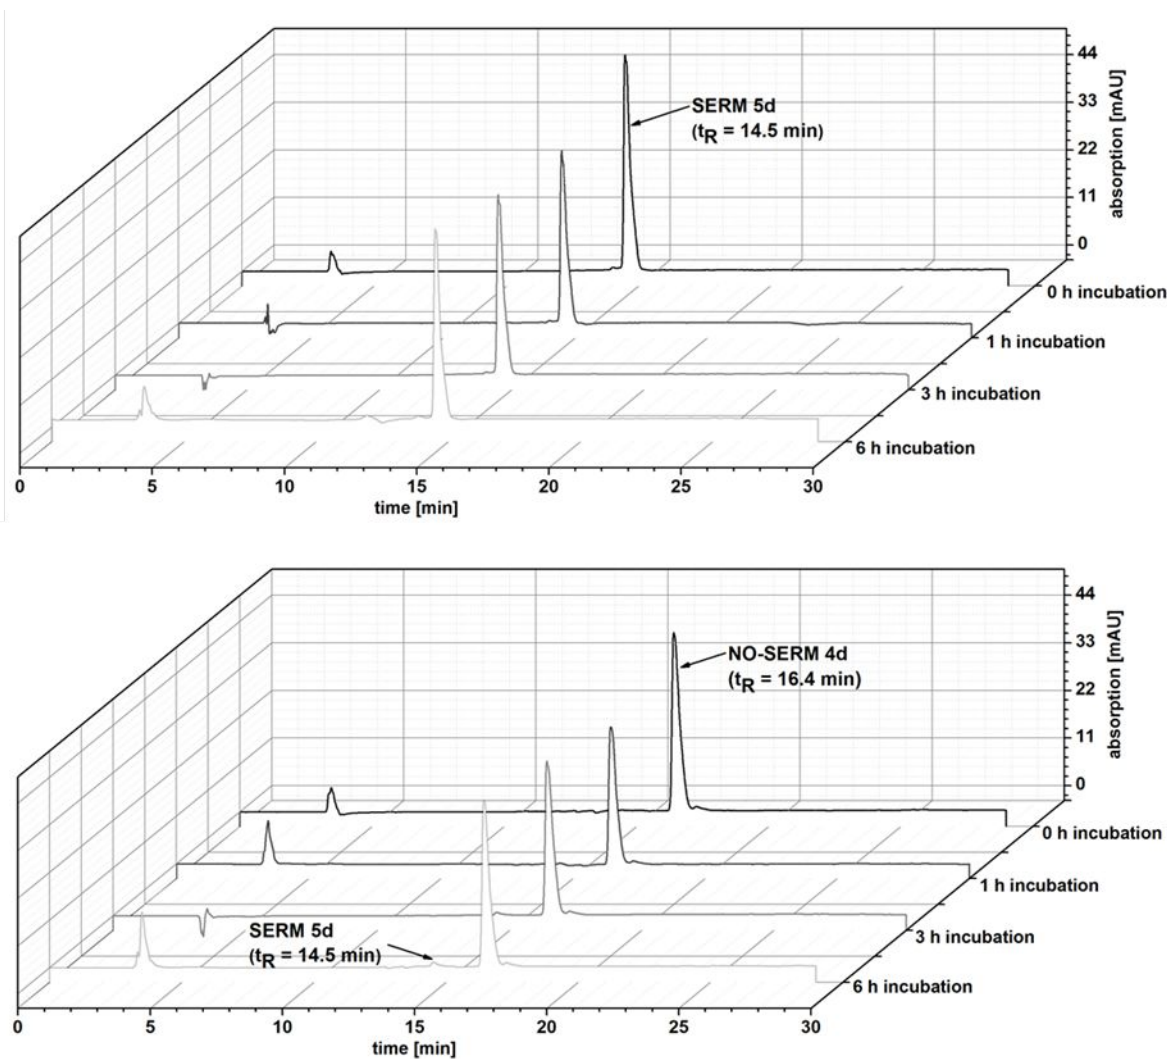 44
33
22
11
0
absorption [mAU]
SERM 5d
(tR = 14.5 min)
0 h incubation
1 h incubation
3 h incubation
6 h incubation
0 5 10 15 20 25 30
time [min]
44
33
22
11
0
absorption [mAU]
NO-SERM 4d
(tR = 16.4 min)
0 h incubation
1 h incubation
3 h incubation
SERM 5d
(tR = 14.5 min)
6 h incubation
0 5 10 15 20 25 30
time [min]